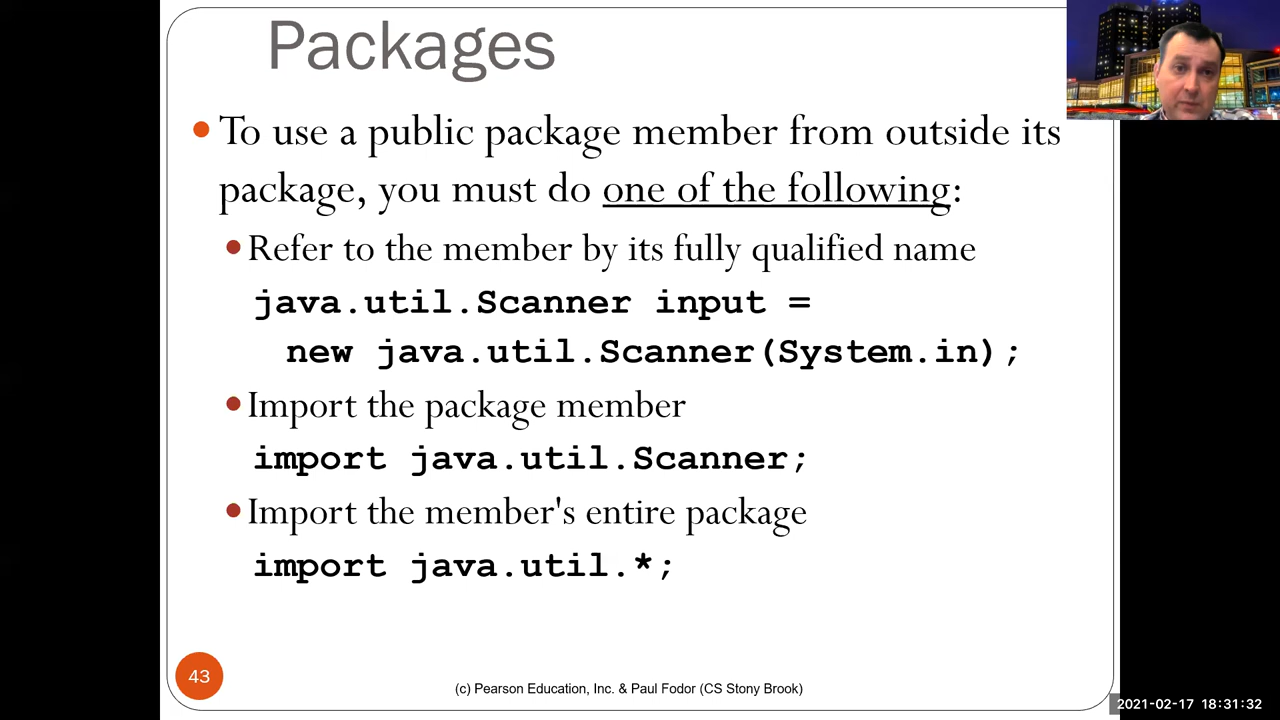 Packages
• To use a public package member from outside its
package, you must do one of the following:
• Refer to the member by its fully qualified name
java.util.Scanner input =
new java.util.Scanner(System.in);
• Import the package member
import java.util.Scanner;
• Import the member's entire package
import java.util.*;
43
(c) Pearson Education, Inc. & Paul Fodor (CS Stony Brook)
2021-02-17 18:31:32